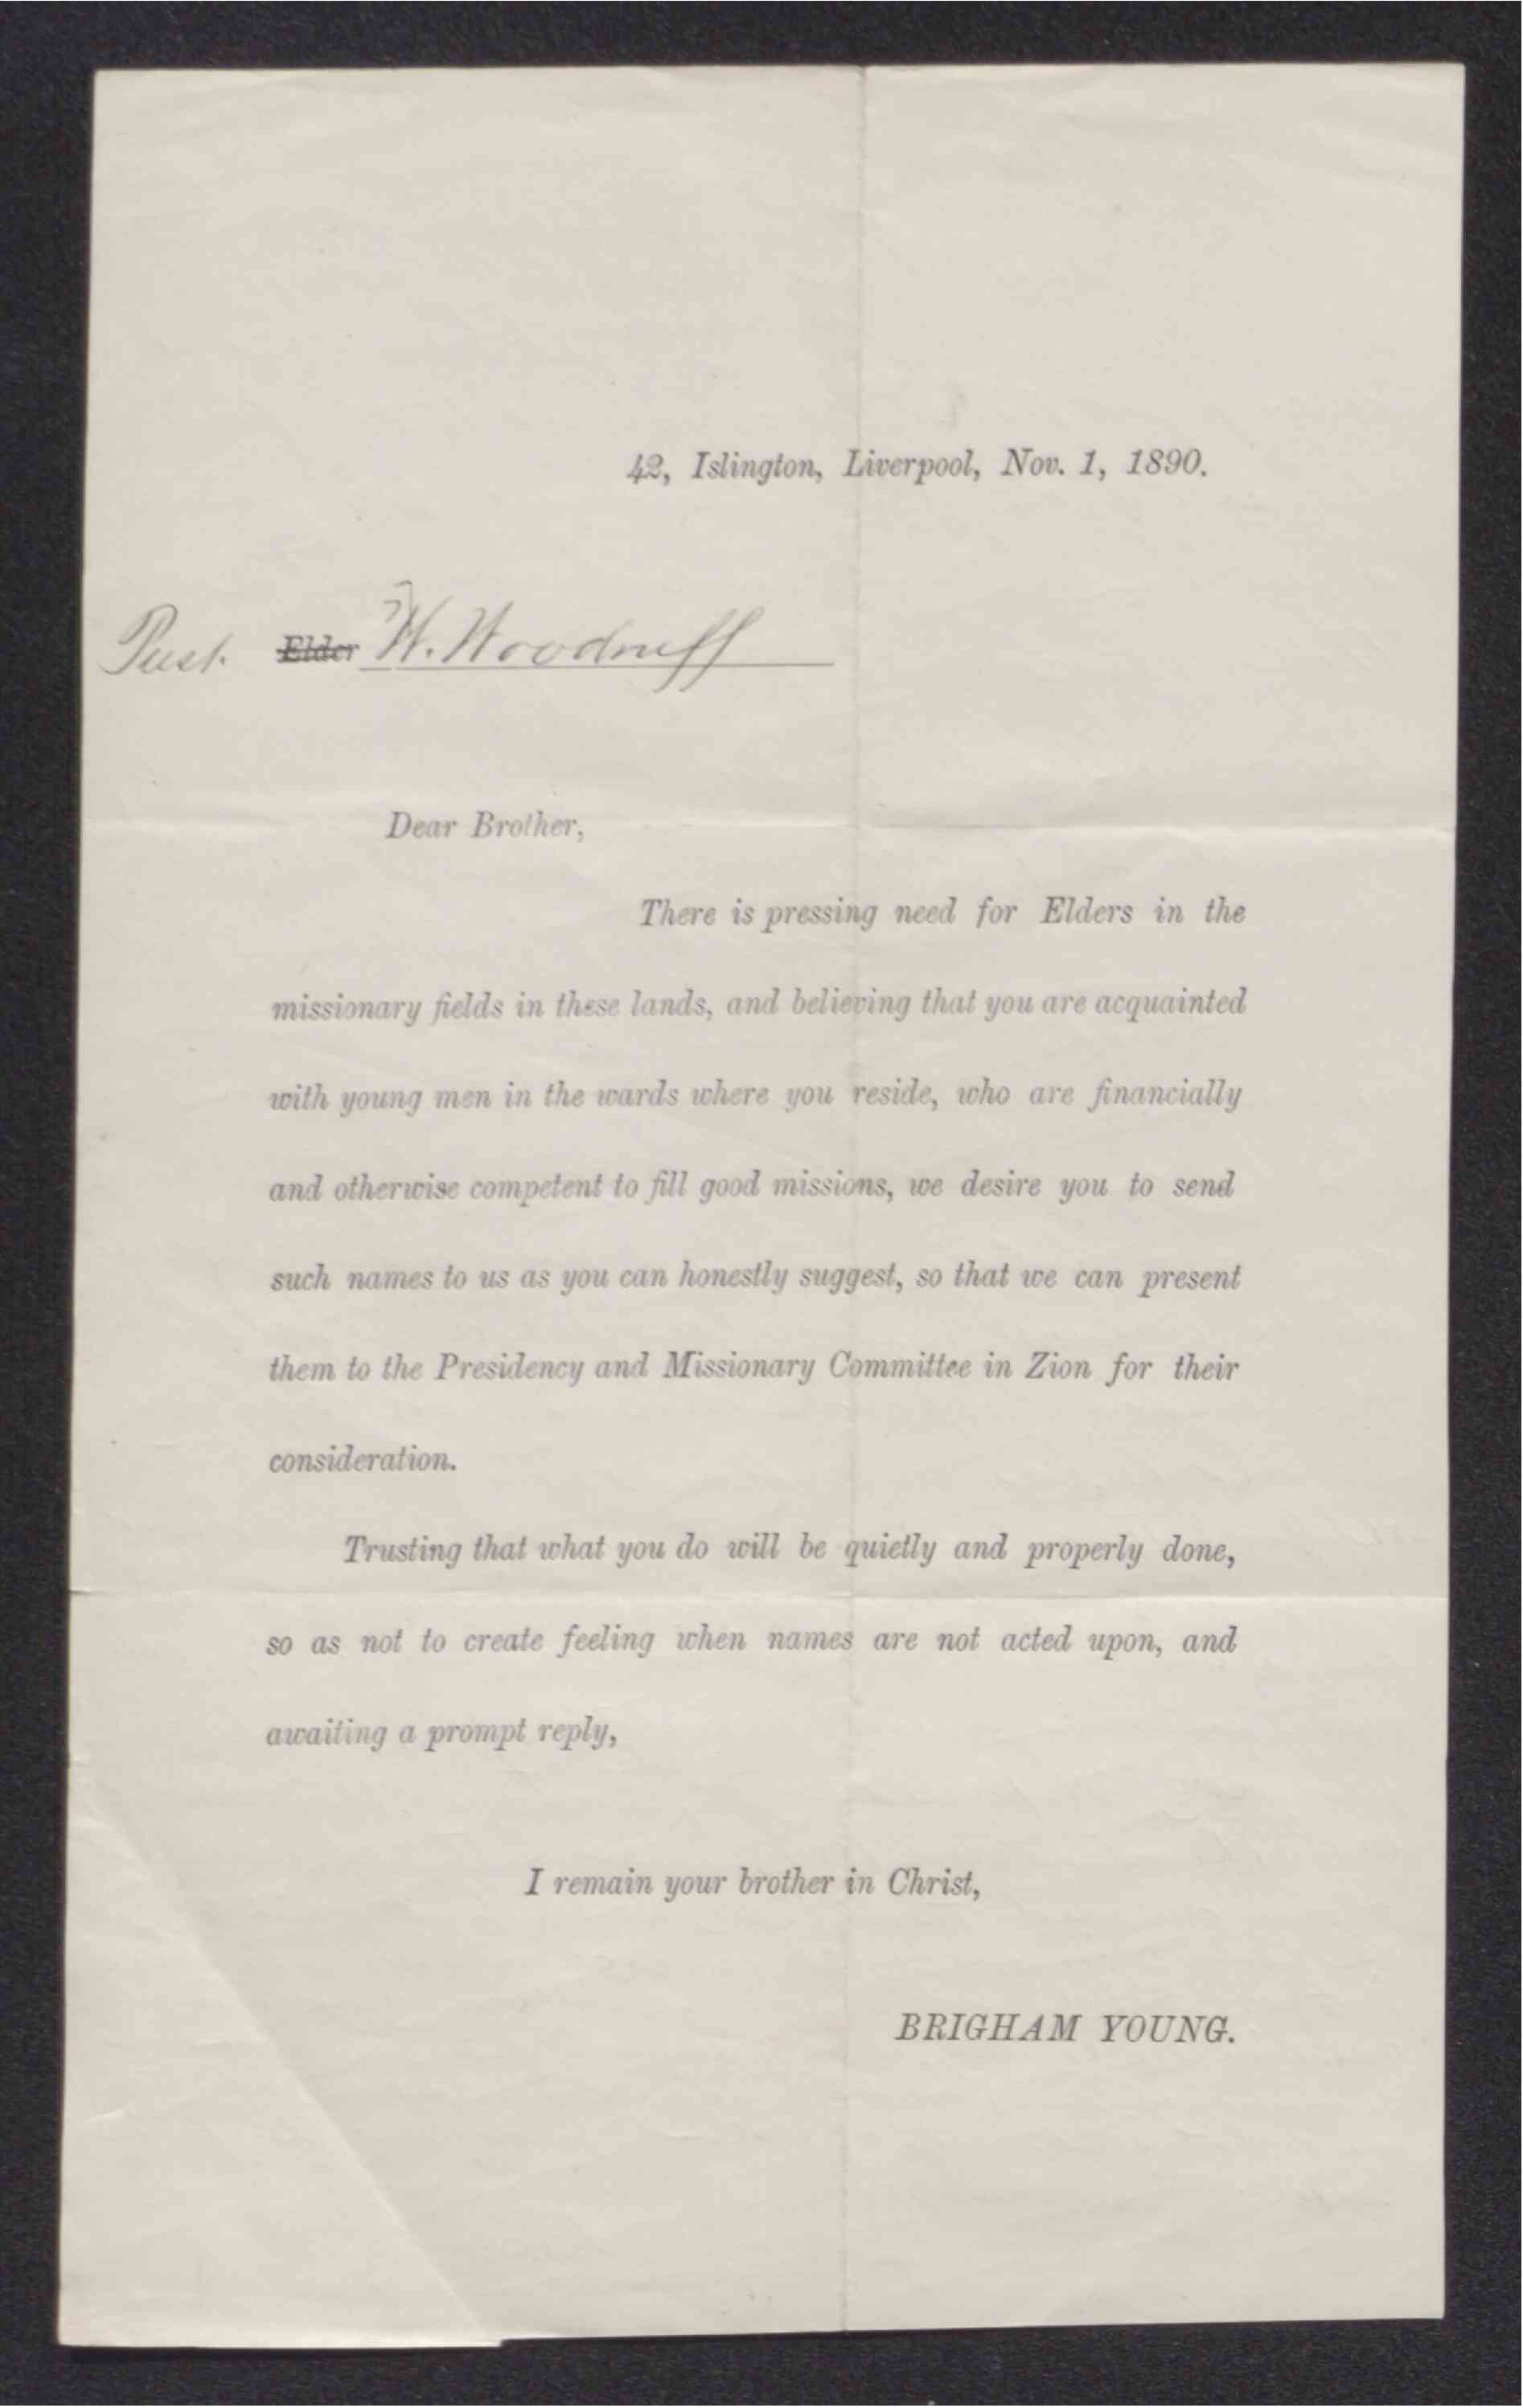 42, Islington, Liverpool, Nov. 1, 1890.
Prest. Elder W. Woodruff
Dear Brother,
There is pressing need for Elders in the
missionary fields in these lands, and believing that you are acquainted
with young men in the wards where you reside, who are financially
and otherwise competent to fill good missions, we desire you to send
such names to us as you can honestly suggest, so that we can present
them to the Presidency and Missionary Committee in Zion for their
consideration.
Trusting that what you do will be quietly and properly done,
so as not to create feeling when names are not acted upon, and
awaiting a prompt reply,
I remain your brother in Christ,
BRIGHAM YOUNG.